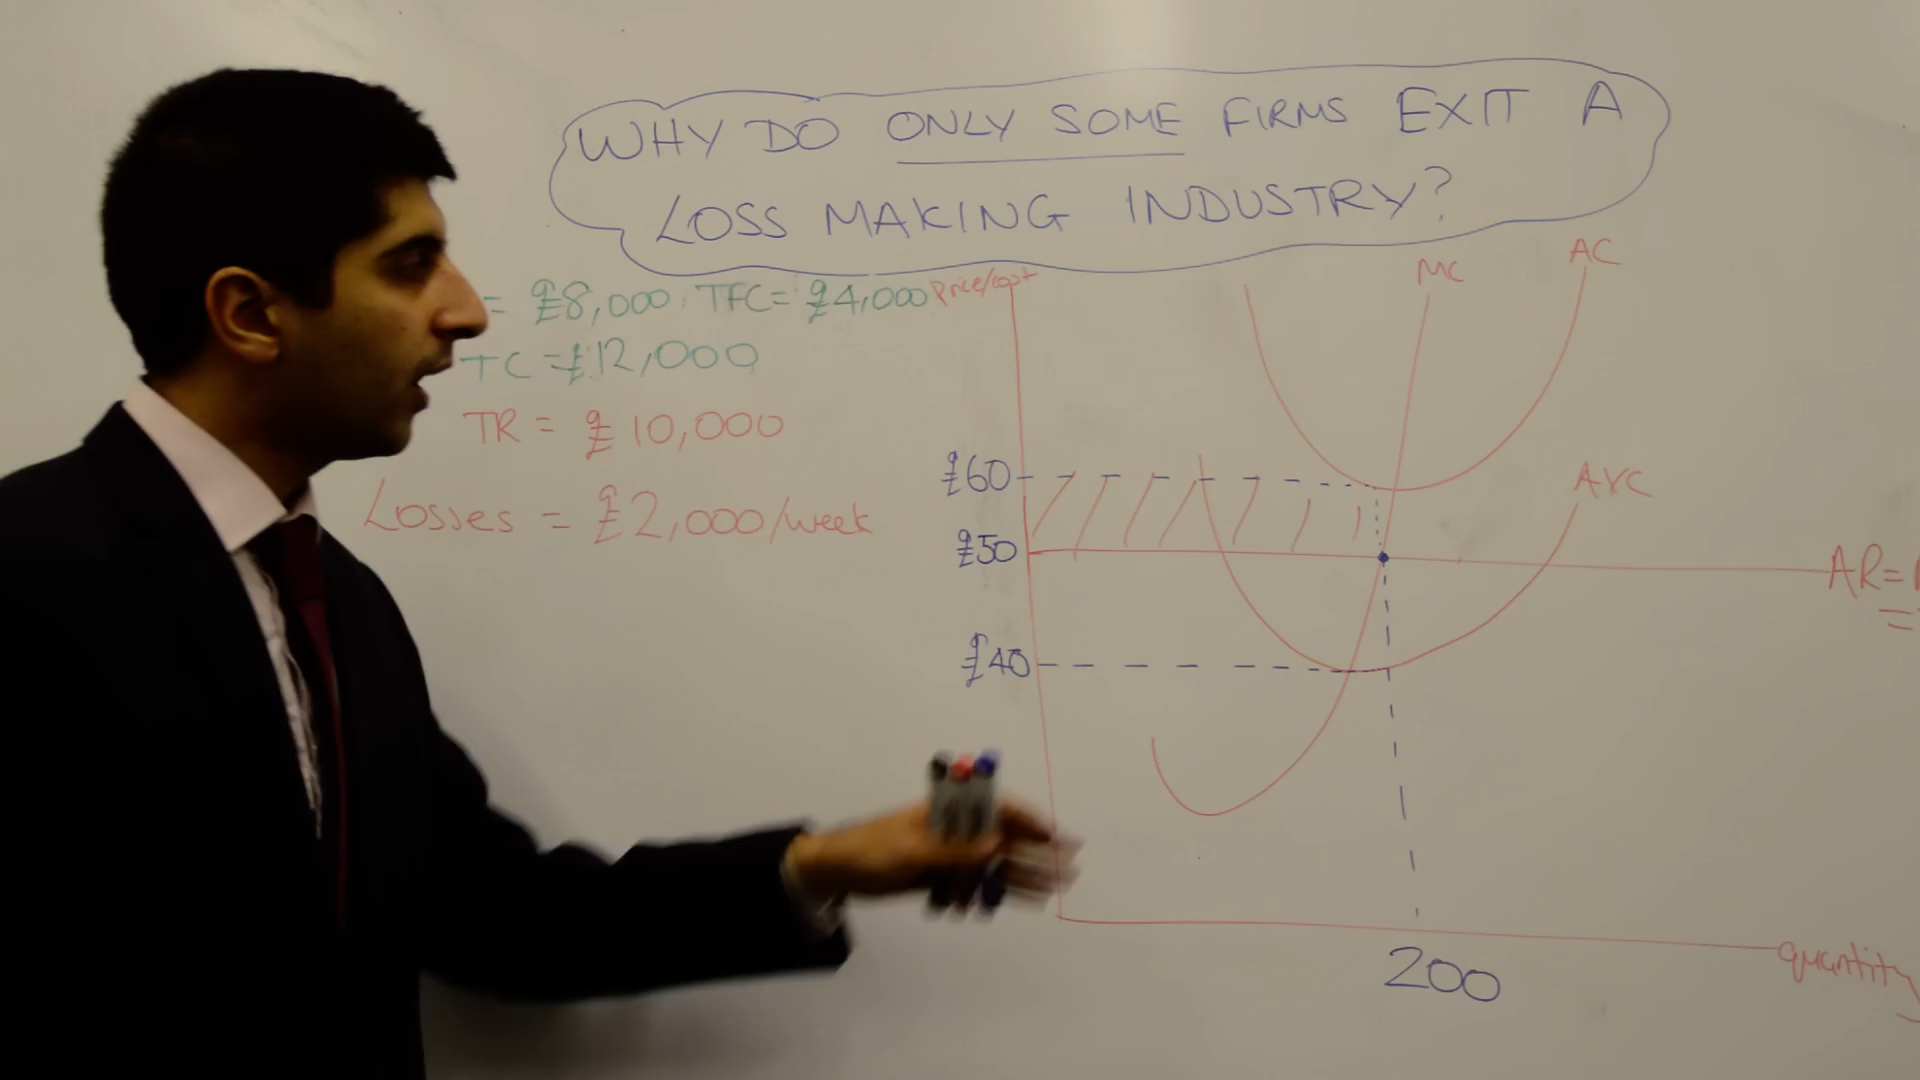 WHY DO ONLY SOME FIRMS EXIT A
LOSS MAKING INDUSTRY?
= £8,000. TFC = £4,000
TC = £12,000
TR = £10,000
Losses = £2,000/week
Price/cost
MC
AC
£60
AVC
£50
AR=
£40
200
quantity